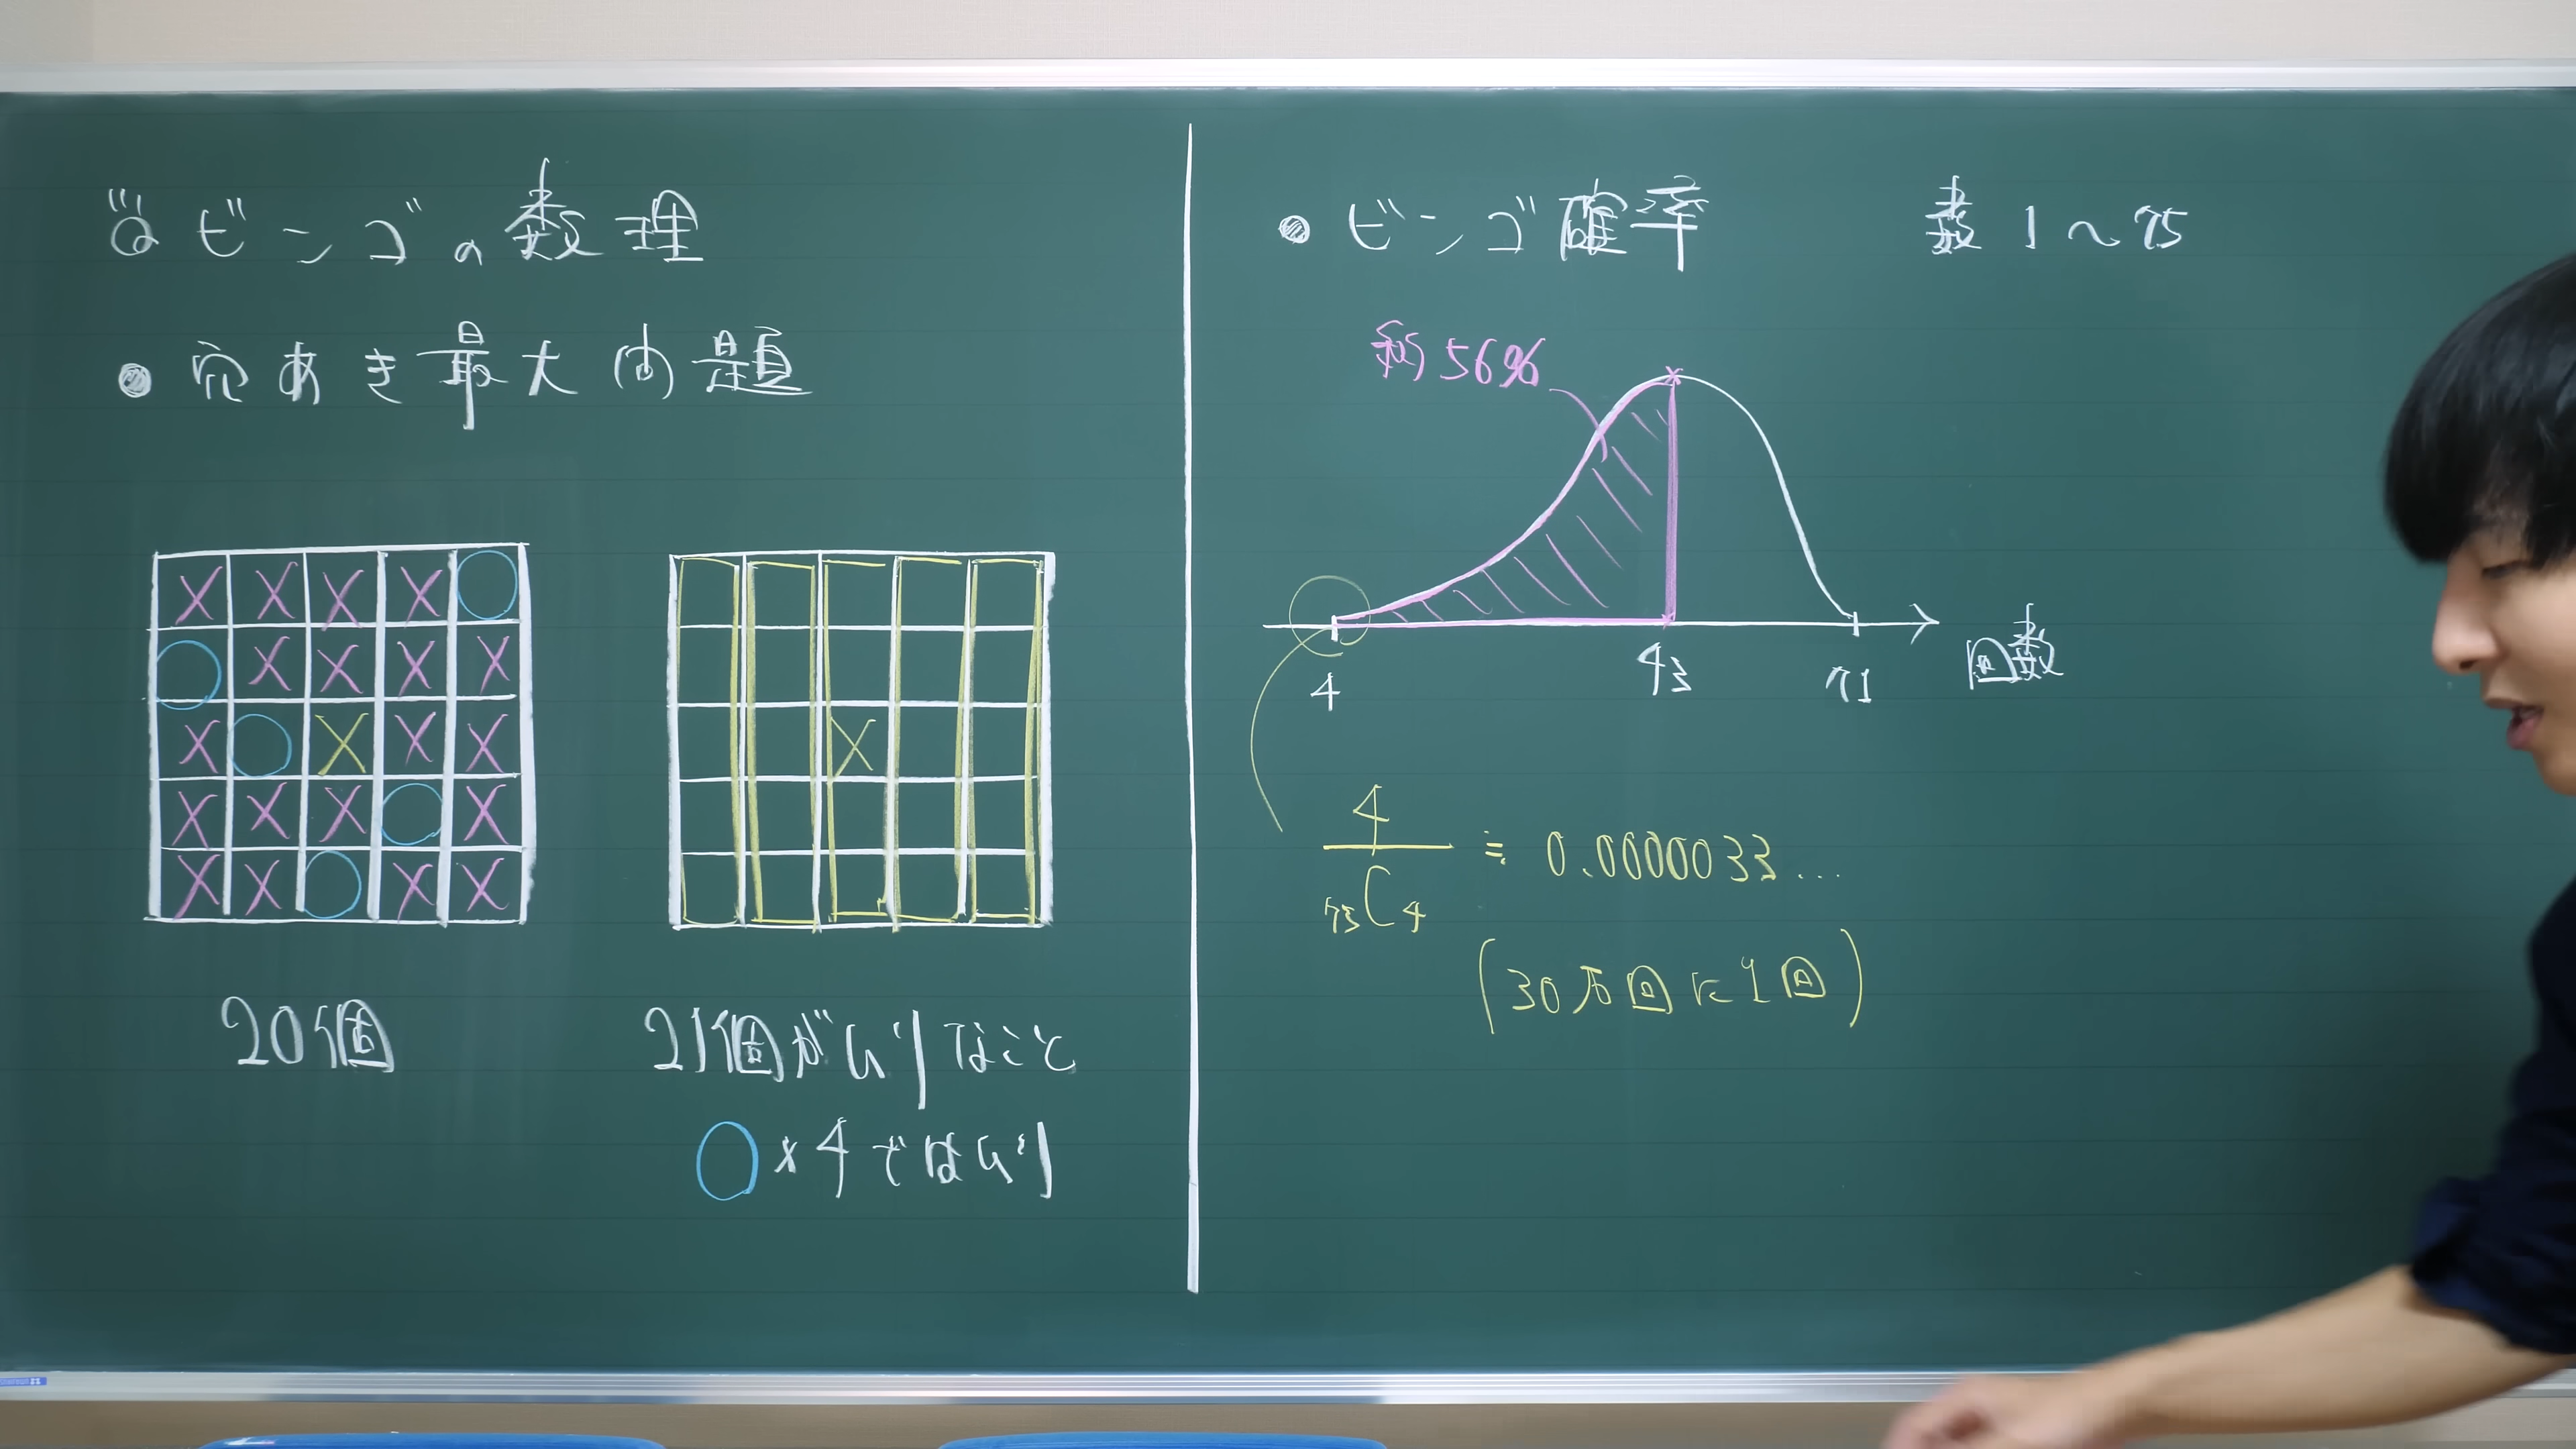 ビンゴの数理
● 穴あき最大問題
X X X X ○
○ X X X X
X ○ X X X
X X X ○ X
X X ○ X X
X
20個
21個がムリなこと
○×4ではムリ
● ビンゴ確率 数 1〜75
約56%
4 43 71 回数
4/₇₅C₄ ≒ 0.0000033...
(30万回に1回)